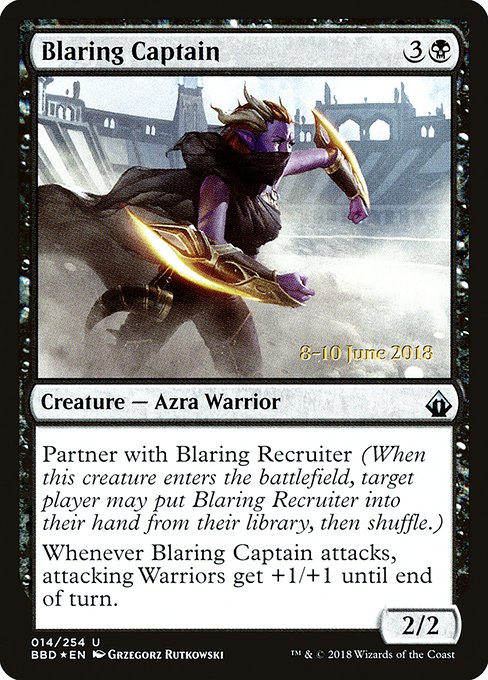 Blaring Captain 3
8-10 June 2018
Creature — Azra Warrior
Partner with Blaring Recruiter (When
this creature enters the battlefield, target
player may put Blaring Recruiter into
their hand from their library, then shuffle.)
Whenever Blaring Captain attacks,
attacking Warriors get +1/+1 until end
of turn.
2/2
014/254 U
BBD ★ EN Grzegorz Rutkowski
™ & © 2018 Wizards of the Coast